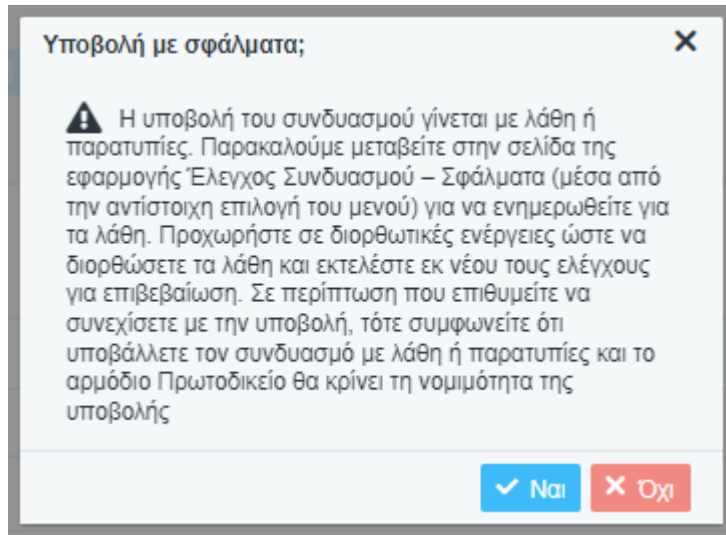 Υποβολή με σφάλματα;
Η υποβολή του συνδυασμού γίνεται με λάθη ή
παρατυπίες. Παρακαλούμε μεταβείτε στην σελίδα της
εφαρμογής Έλεγχος Συνδυασμού – Σφάλματα (μέσα από
την αντίστοιχη επιλογή του μενού) για να ενημερωθείτε για
τα λάθη. Προχωρήστε σε διορθωτικές ενέργειες ώστε να
διορθώσετε τα λάθη και εκτελέστε εκ νέου τους ελέγχους
για επιβεβαίωση. Σε περίπτωση που επιθυμείτε να
συνεχίσετε με την υποβολή, τότε συμφωνείτε ότι
υποβάλλετε τον συνδυασμό με λάθη ή παρατυπίες και το
αρμόδιο Πρωτοδικείο θα κρίνει τη νομιμότητα της
υποβολής
Ναι Όχι